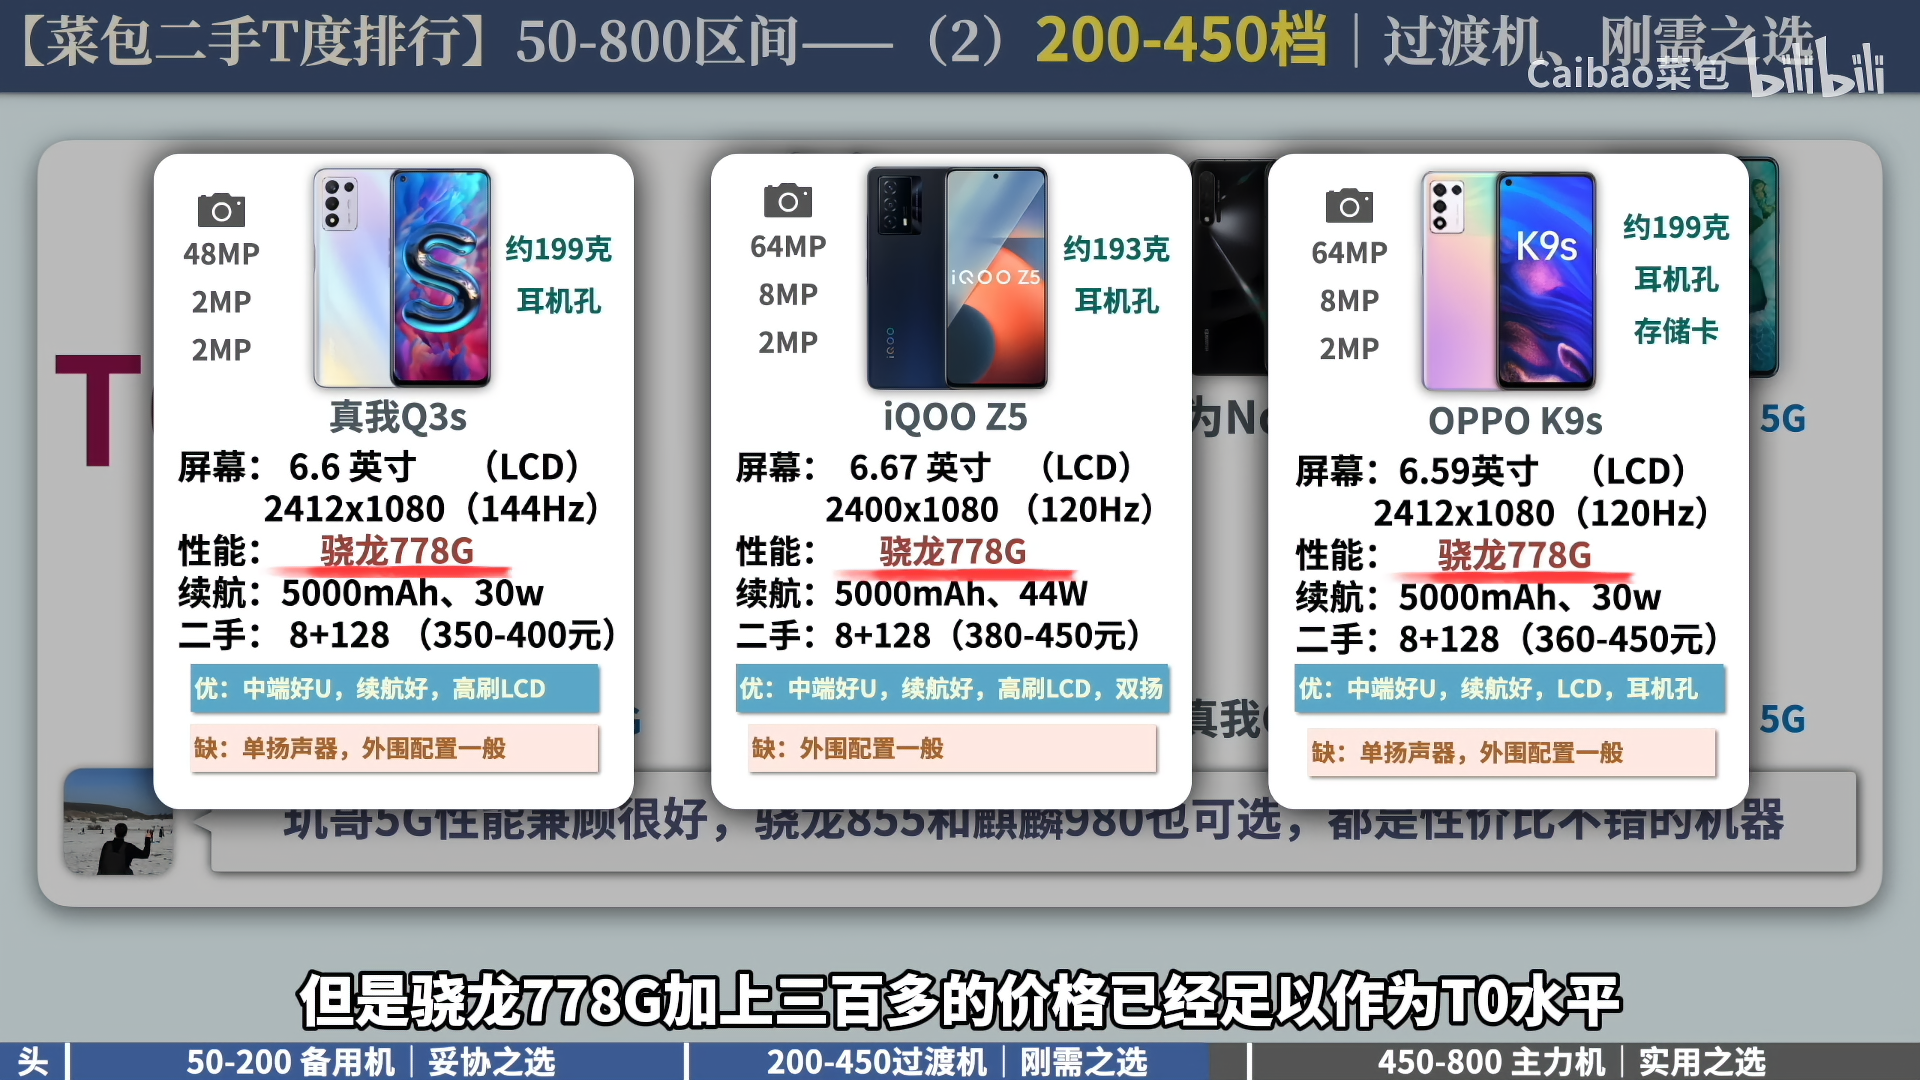 【菜包二手T度排行】50-800区间——（2）200-450档｜过渡机、刚需之选
Caibao菜包 bilibili
48MP
2MP
2MP
约199克
耳机孔
真我Q3s
屏幕： 6.6 英寸 （LCD）
2412x1080（144Hz）
性能： 骁龙778G
续航：5000mAh、30w
二手： 8+128 （350-400元）
优：中端好U，续航好，高刷LCD
缺：单扬声器，外围配置一般
64MP
8MP
2MP
iQOO
iQOO Z5
约193克
耳机孔
iQOO Z5
屏幕： 6.67 英寸 （LCD）
2400x1080 （120Hz）
性能： 骁龙778G
续航：5000mAh、44W
二手：8+128（380-450元）
优：中端好U，续航好，高刷LCD，双扬
缺：外围配置一般
64MP
8MP
2MP
K9s
约199克
耳机孔
存储卡
OPPO K9s
屏幕：6.59英寸 （LCD）
2412x1080（120Hz）
性能： 骁龙778G
续航：5000mAh、30w
二手：8+128（360-450元）
优：中端好U，续航好，LCD，耳机孔
缺：单扬声器，外围配置一般
T
为No
5G
真我
5G
玑哥5G性能兼顾很好，骁龙855和麒麟980也可选，都是性价比不错的机器
但是骁龙778G加上三百多的价格已经足以作为T0水平
头
50-200 备用机｜妥协之选
200-450过渡机｜刚需之选
450-800 主力机｜实用之选